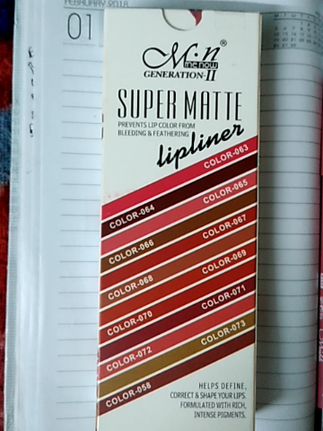 FEBRUARY 2018
01
M·n®
me now
GENERATION-II
SUPER MATTE
PREVENTS LIP COLOR FROM
BLEEDING & FEATHERING
lipliner
COLOR-063
COLOR-064
COLOR-065
COLOR-066
COLOR-067
COLOR-068
COLOR-069
COLOR-070
COLOR-071
COLOR-072
COLOR-073
COLOR-058
HELPS DEFINE,
CORRECT & SHAPE YOUR LIPS.
FORMULATED WITH RICH,
INTENSE PIGMENTS.